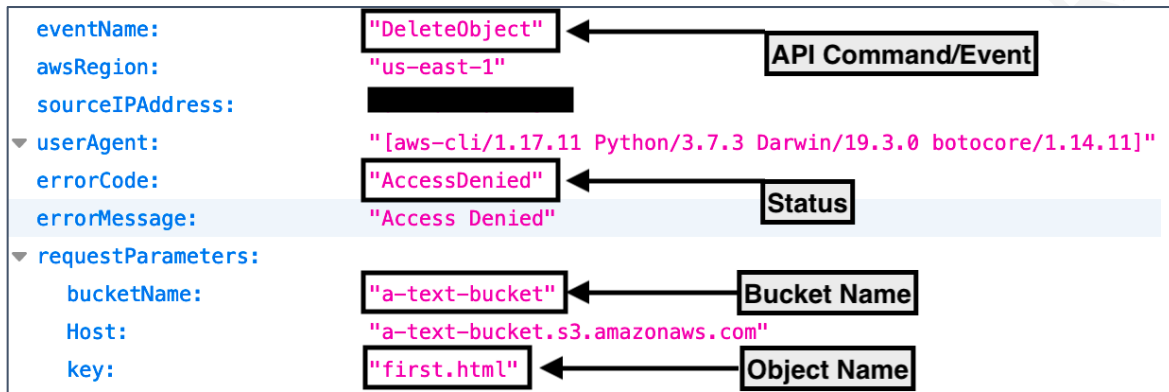 eventName: "DeleteObject"
API Command/Event
awsRegion: "us-east-1"
sourceIPAddress:
userAgent: "[aws-cli/1.17.11 Python/3.7.3 Darwin/19.3.0 botocore/1.14.11]"
errorCode: "AccessDenied"
Status
errorMessage: "Access Denied"
requestParameters:
bucketName: "a-text-bucket" Bucket Name
Host: "a-text-bucket.s3.amazonaws.com"
key: "first.html" Object Name